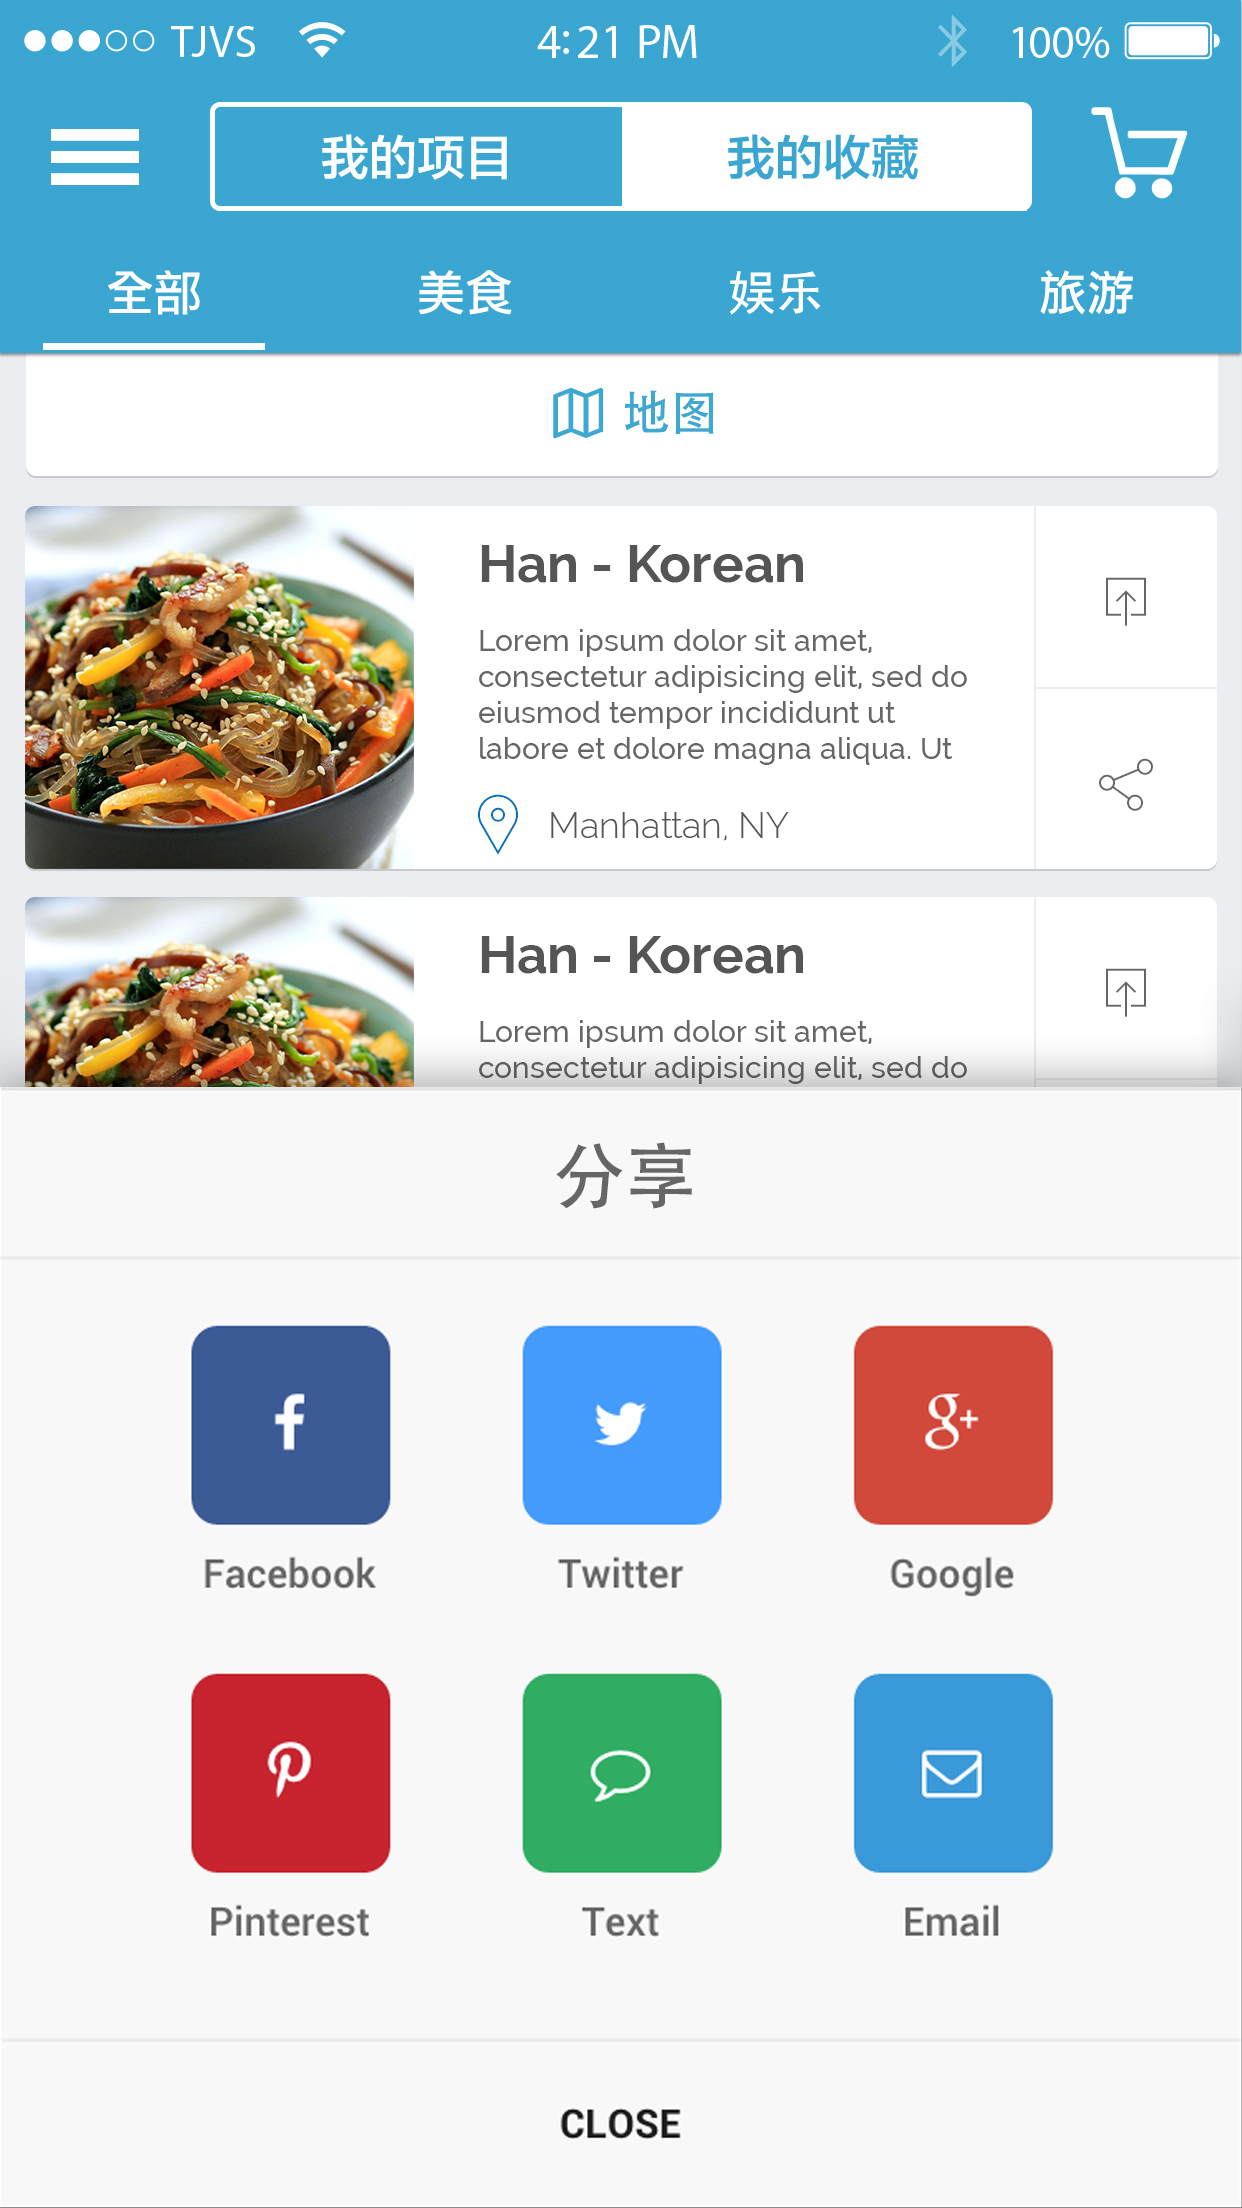 TJVS 4:21 PM 100%
我的项目 我的收藏
全部 美食 娱乐 旅游
地图
Han - Korean
Lorem ipsum dolor sit amet,
consectetur adipisicing elit, sed do
eiusmod tempor incididunt ut
labore et dolore magna aliqua. Ut
Manhattan, NY
Han - Korean
Lorem ipsum dolor sit amet,
consectetur adipisicing elit, sed do
分享
Facebook Twitter Google
Pinterest Text Email
CLOSE